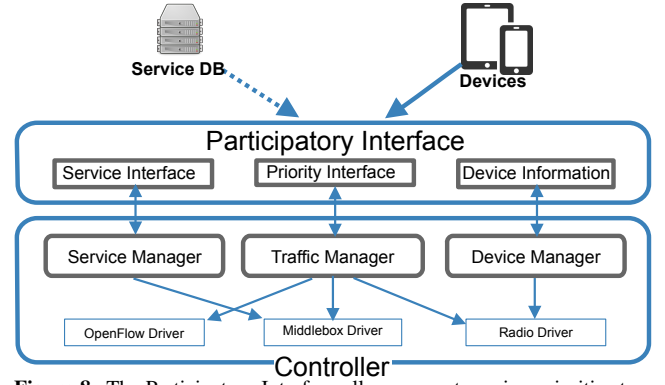 Service DB
Devices
Participatory Interface
Service Interface
Priority Interface
Device Information
Service Manager
Traffic Manager
Device Manager
OpenFlow Driver
Middlebox Driver
Radio Driver
Controller